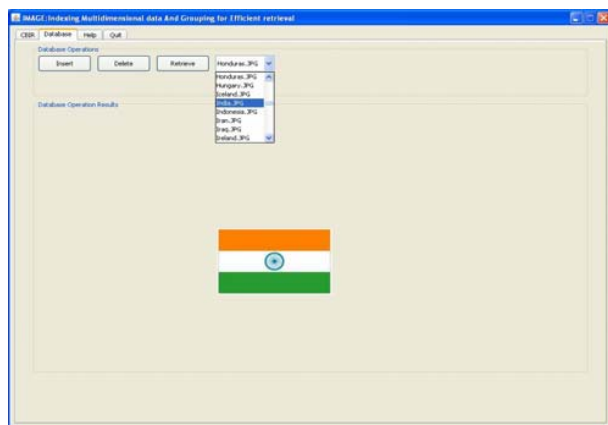 IMAGE:Indexing Multidimensional data And Grouping for Efficient retrieval
CBIR Database Help Quit
Database Operations
Insert Delete Retrieve Honduras.JPG
Honduras.JPG
Hungary.JPG
Iceland.JPG
India.JPG
Indonesia.JPG
Iran.JPG
Iraq.JPG
Ireland.JPG
Database Operation Results